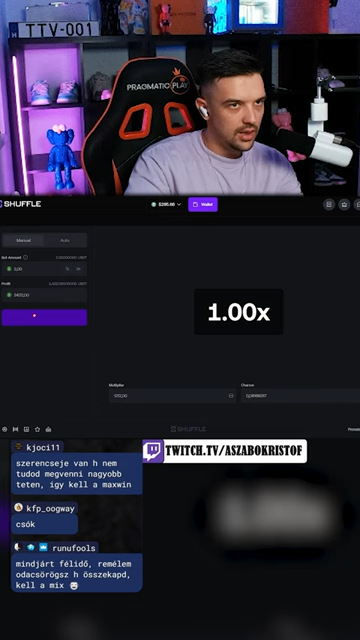 TTV-001
PRAGMATIC PLAY
SHUFFLE
Wallet
Manual
Auto
Bet Amount
Profit
1.00x
Multiplier
Chance
SHUFFLE
kjoci11
TWITCH.TV/ASZABOKRISTOF
szerencseje van h nem
tudod megvenni nagyobb
teten, igy kell a maxwin
kfp_oogway
csók
runufools
mindjárt félidő, remélem
odacsörögsz h összekapd,
kell a mix